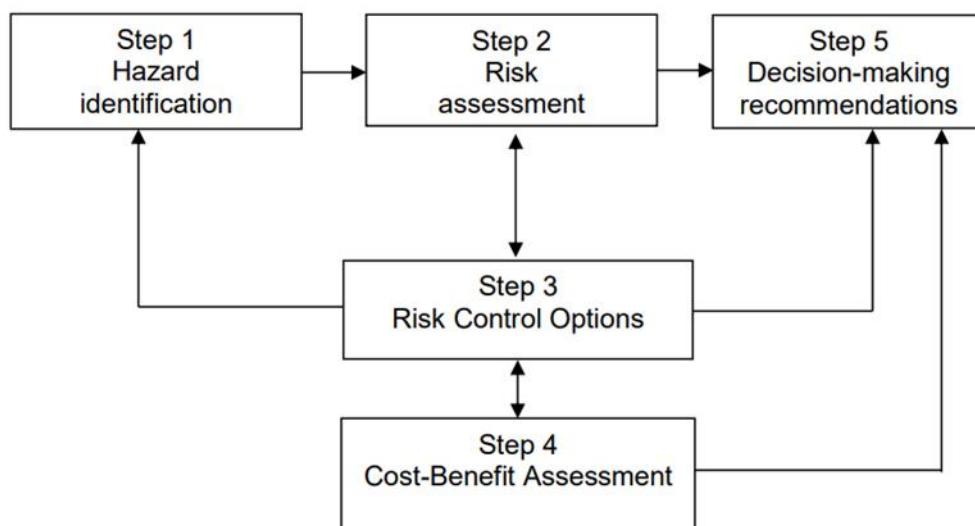 Step 1
Hazard
identification
Step 2
Risk
assessment
Step 5
Decision-making
recommendations
Step 3
Risk Control Options
Step 4
Cost-Benefit Assessment